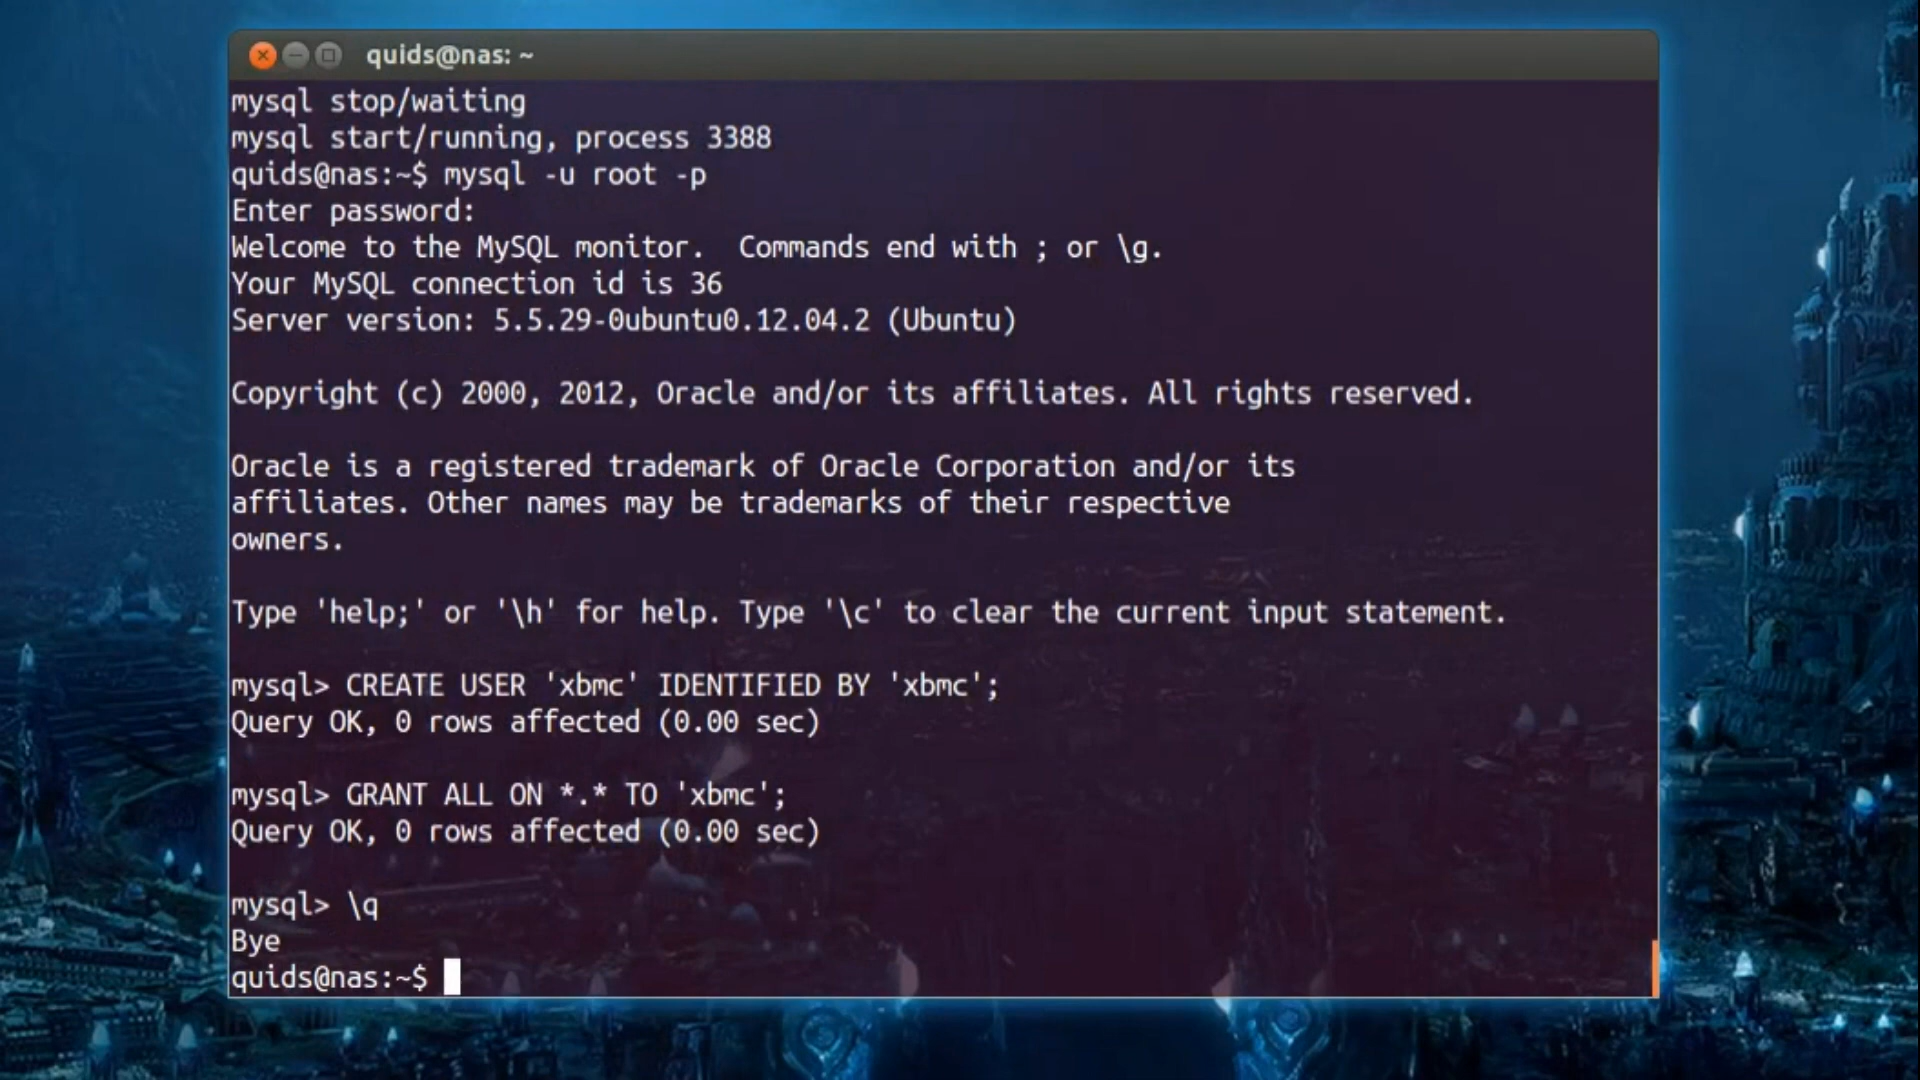 quids@nas: ~
mysql stop/waiting
mysql start/running, process 3388
quids@nas:~$ mysql -u root -p
Enter password:
Welcome to the MySQL monitor.  Commands end with ; or \g.
Your MySQL connection id is 36
Server version: 5.5.29-0ubuntu0.12.04.2 (Ubuntu)
Copyright (c) 2000, 2012, Oracle and/or its affiliates. All rights reserved.
Oracle is a registered trademark of Oracle Corporation and/or its
affiliates. Other names may be trademarks of their respective
owners.
Type 'help;' or '\h' for help. Type '\c' to clear the current input statement.
mysql> CREATE USER 'xbmc' IDENTIFIED BY 'xbmc';
Query OK, 0 rows affected (0.00 sec)
mysql> GRANT ALL ON *.* TO 'xbmc';
Query OK, 0 rows affected (0.00 sec)
mysql> \q
Bye
quids@nas:~$